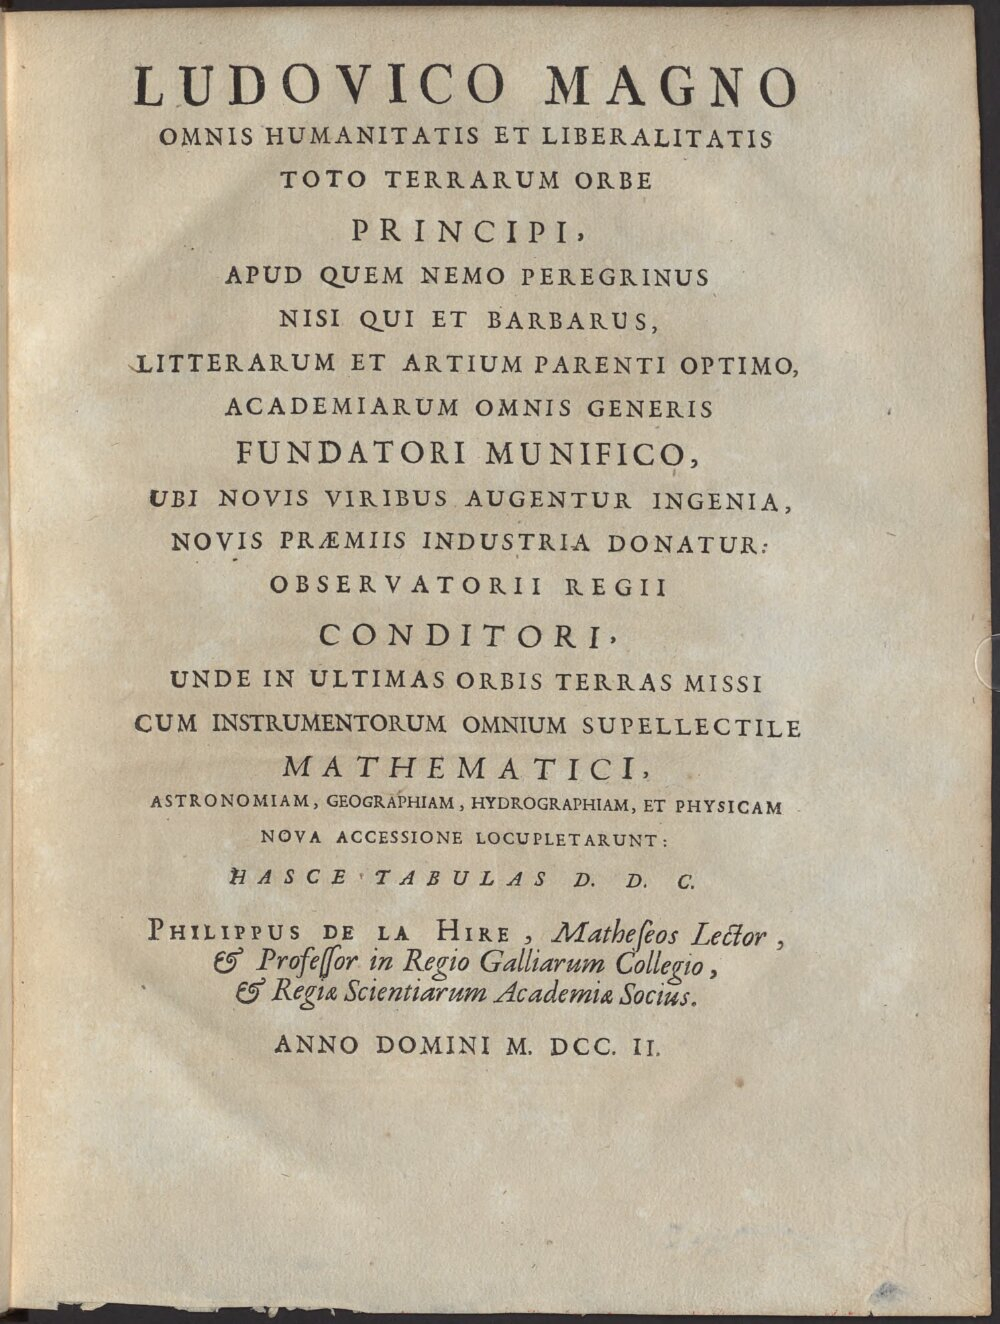 LUDOVICO MAGNO
OMNIS HUMANITATIS ET LIBERALITATIS
TOTO TERRARUM ORBE
PRINCIPI,
APUD QUEM NEMO PEREGRINUS
NISI QUI ET BARBARUS,
LITTERARUM ET ARTIUM PARENTI OPTIMO,
ACADEMIARUM OMNIS GENERIS
FUNDATORI MUNIFICO,
UBI NOVIS VIRIBUS AUGENTUR INGENIA,
NOVIS PRÆMIIS INDUSTRIA DONATUR:
OBSERVATORII REGII
CONDITORI,
UNDE IN ULTIMAS ORBIS TERRAS MISSI
CUM INSTRUMENTORUM OMNIUM SUPELLECTILE
MATHEMATICI,
ASTRONOMIAM, GEOGRAPHIAM, HYDROGRAPHIAM, ET PHYSICAM
NOVA ACCESSIONE LOCUPLETARUNT:
HASCE TABULAS D. D. C.
PHILIPPUS DE LA HIRE, Matheſeos Lector,
& Profeſſor in Regio Galliarum Collegio,
& Regiæ Scientiarum Academiæ Socius.
ANNO DOMINI M. DCC. II.